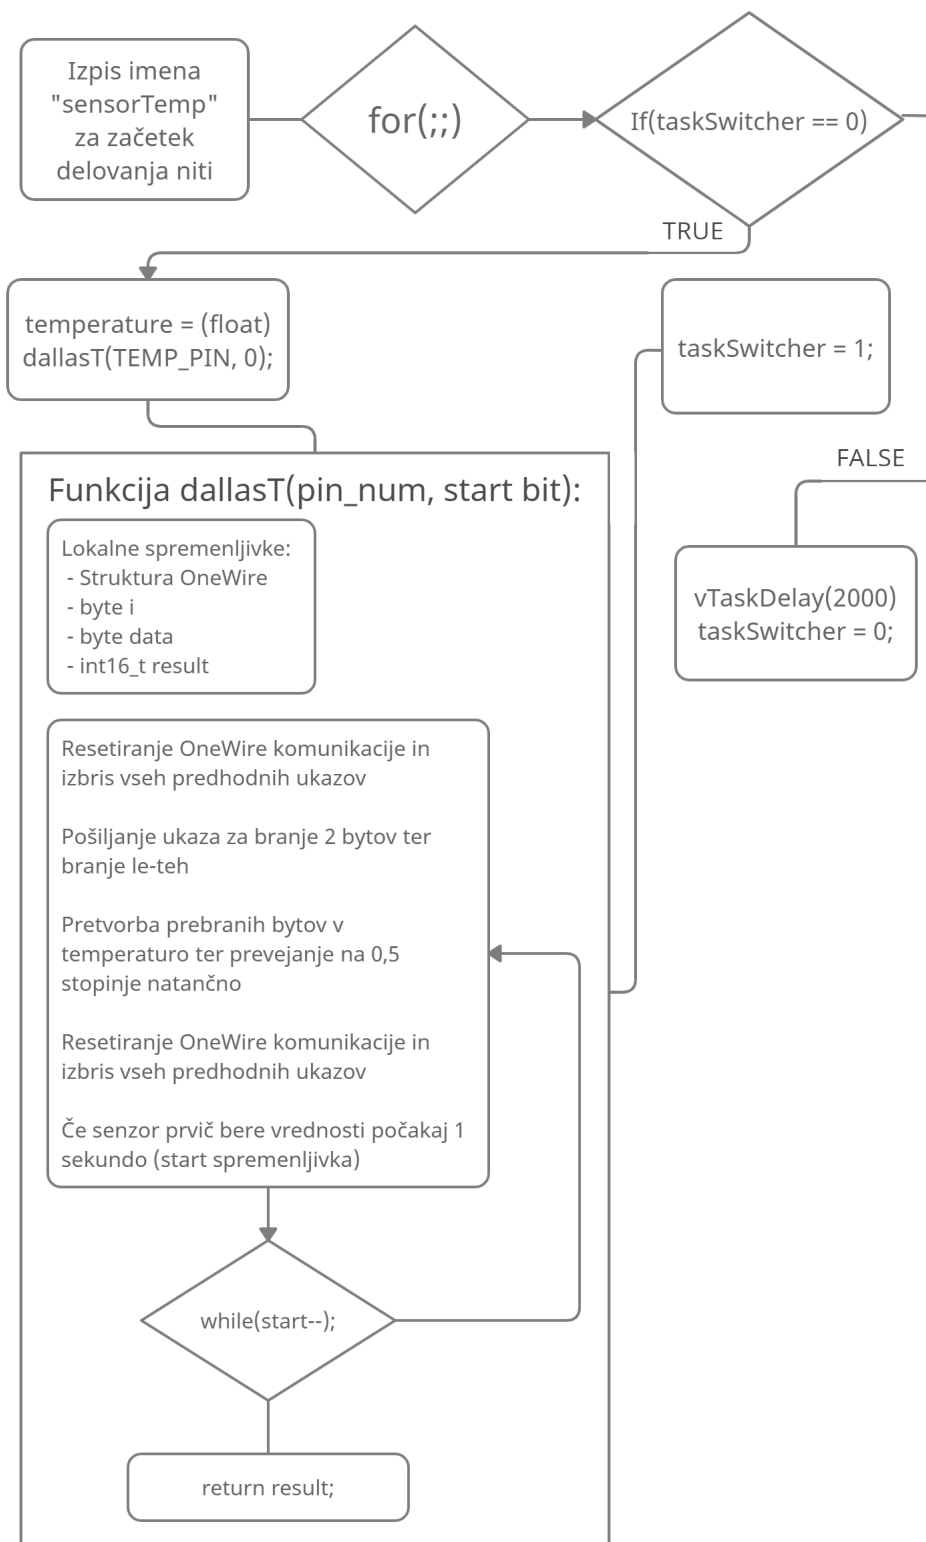 Izpis imena
"sensorTemp"
za začetek
delovanja niti
for(;;)
If(taskSwitcher == 0)
TRUE
temperature = (float)
dallasT(TEMP_PIN, 0);
taskSwitcher = 1;
FALSE
vTaskDelay(2000)
taskSwitcher = 0;
Funkcija dallasT(pin_num, start bit):
Lokalne spremenljivke:
- Struktura OneWire
- byte i
- byte data
- int16_t result
Resetiranje OneWire komunikacije in
izbris vseh predhodnih ukazov
Pošiljanje ukaza za branje 2 bytov ter
branje le-teh
Pretvorba prebranih bytov v
temperaturo ter prevejanje na 0,5
stopinje natančno
Resetiranje OneWire komunikacije in
izbris vseh predhodnih ukazov
Če senzor prvič bere vrednosti počakaj 1
sekundo (start spremenljivka)
while(start--);
return result;